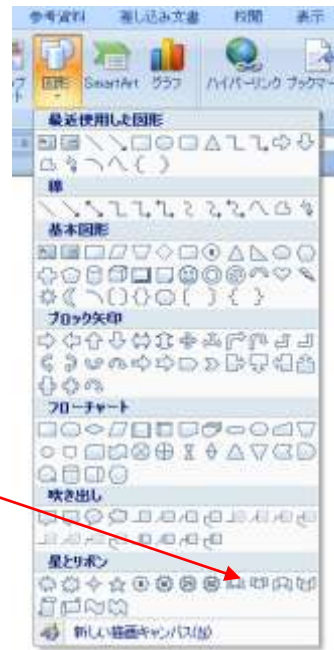 参考資料 差し込み文書 校閲 表示
図形 SmartArt グラフ ハイパーリンク ブックマー
最近使用した図形
線
基本図形
ブロック矢印
フローチャート
吹き出し
星とリボン
新しい描画キャンバス(N)